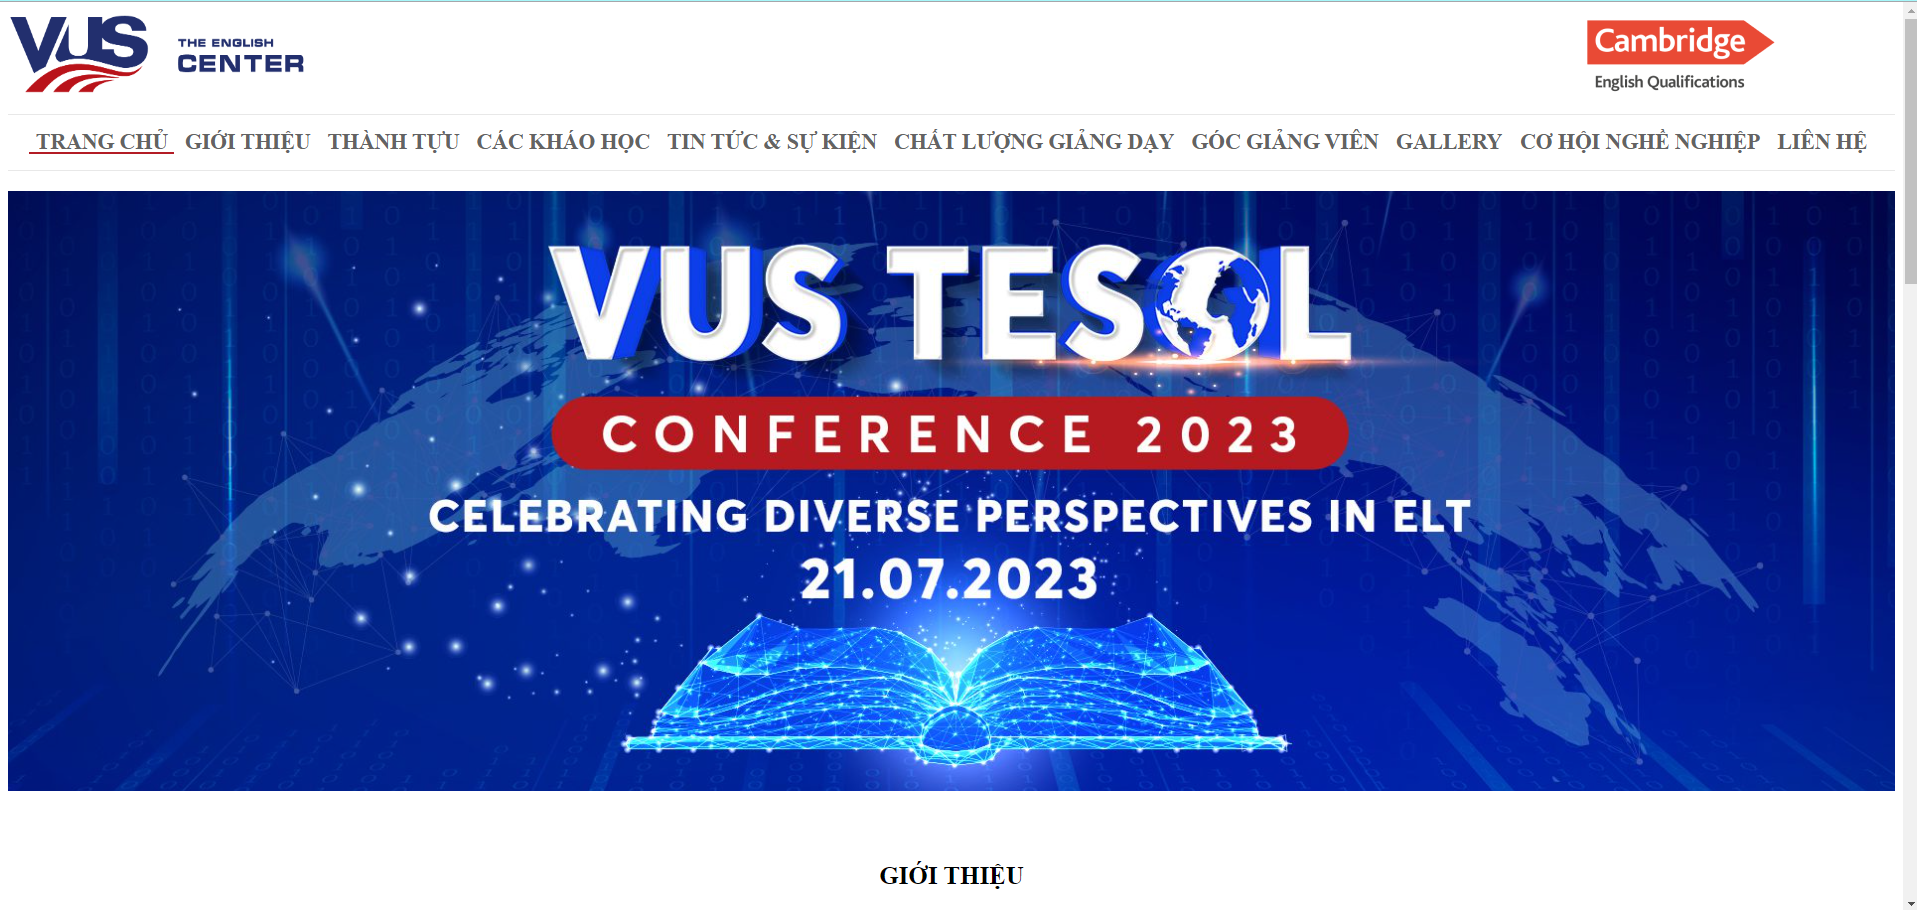 VUS
THE ENGLISH
CENTER
Cambridge
English Qualifications
TRANG CHỦ GIỚI THIỆU THÀNH TỰU CÁC KHÁO HỌC TIN TỨC & SỰ KIỆN CHẤT LƯỢNG GIẢNG DẠY GÓC GIẢNG VIÊN GALLERY CƠ HỘI NGHỀ NGHIỆP LIÊN HỆ
VUS TESOL
CONFERENCE 2023
CELEBRATING DIVERSE PERSPECTIVES IN ELT
21.07.2023
GIỚI THIỆU